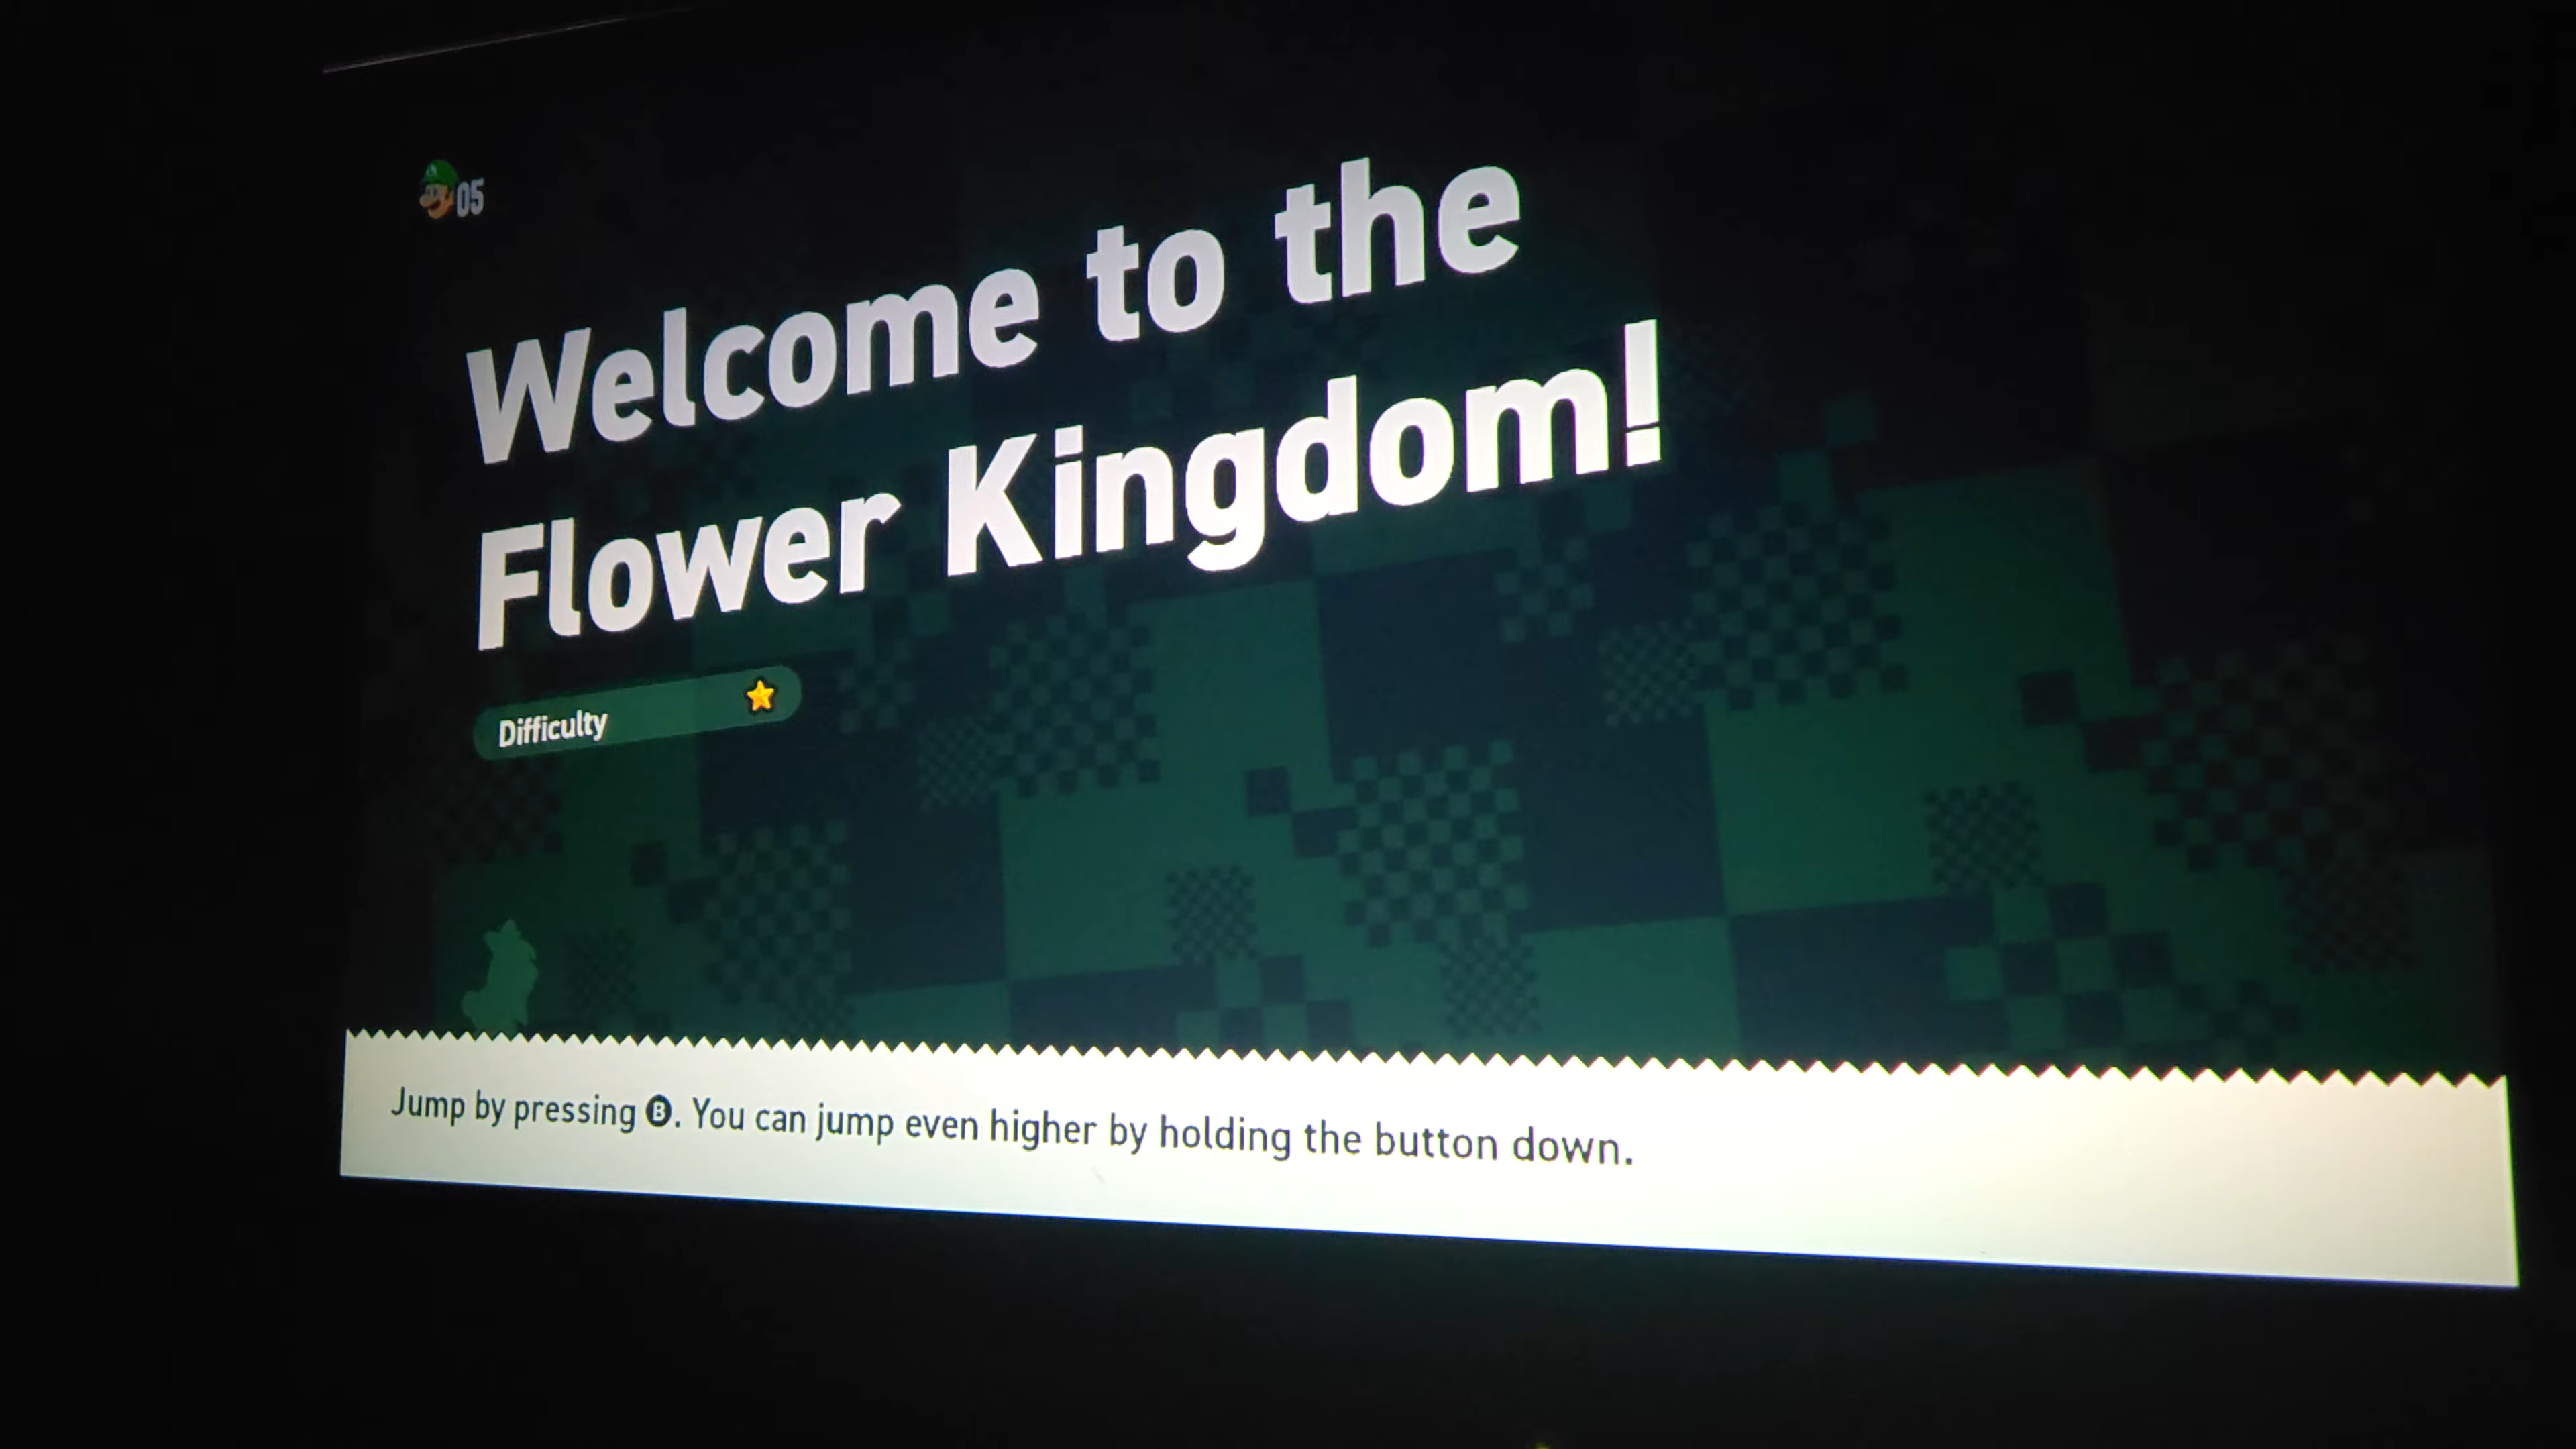 05
Welcome to the
Flower Kingdom!
Difficulty
Jump by pressing B. You can jump even higher by holding the button down.